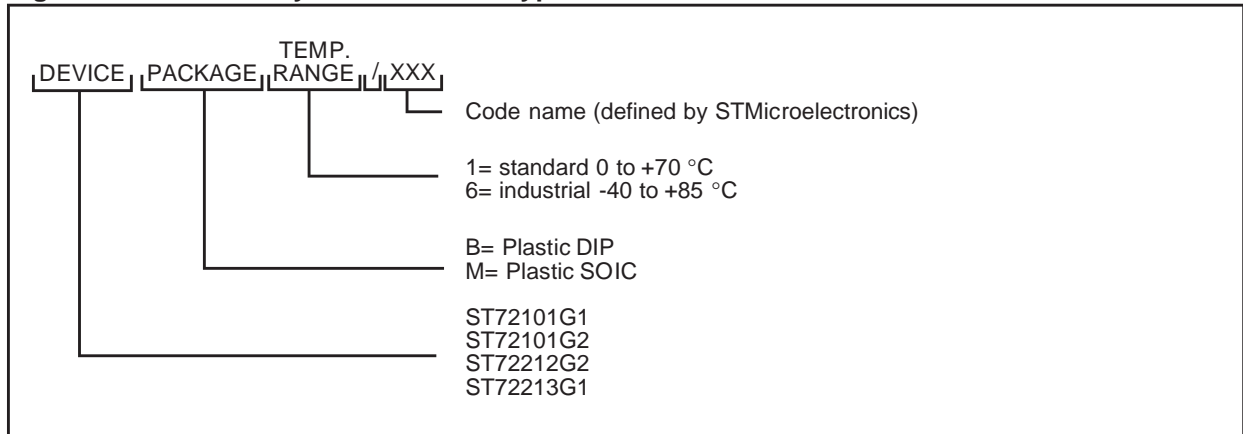 TEMP.
DEVICE PACKAGE RANGE / XXX
Code name (defined by STMicroelectronics)
1= standard 0 to +70 °C
6= industrial -40 to +85 °C
B= Plastic DIP
M= Plastic SOIC
ST72101G1
ST72101G2
ST72212G2
ST72213G1